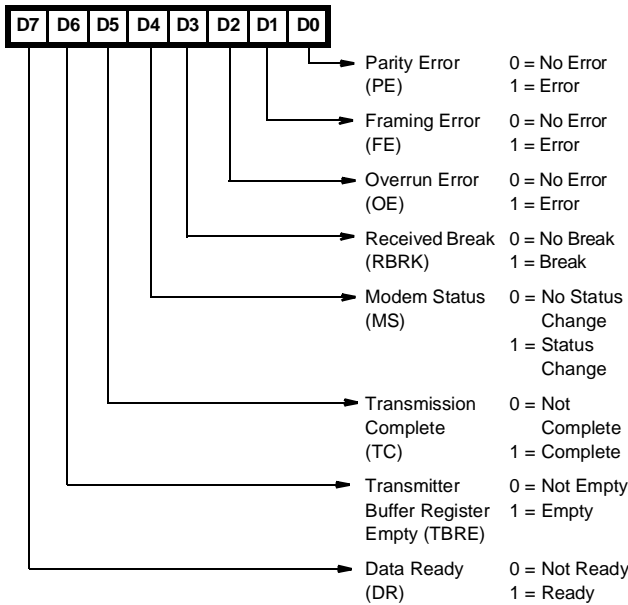 D7 D6 D5 D4 D3 D2 D1 D0
Parity Error 0 = No Error
(PE) 1 = Error
Framing Error 0 = No Error
(FE) 1 = Error
Overrun Error 0 = No Error
(OE) 1 = Error
Received Break 0 = No Break
(RBRK) 1 = Break
Modem Status 0 = No Status
(MS) Change
1 = Status
Change
Transmission 0 = Not
Complete Complete
(TC) 1 = Complete
Transmitter 0 = Not Empty
Buffer Register 1 = Empty
Empty (TBRE)
Data Ready 0 = Not Ready
(DR) 1 = Ready